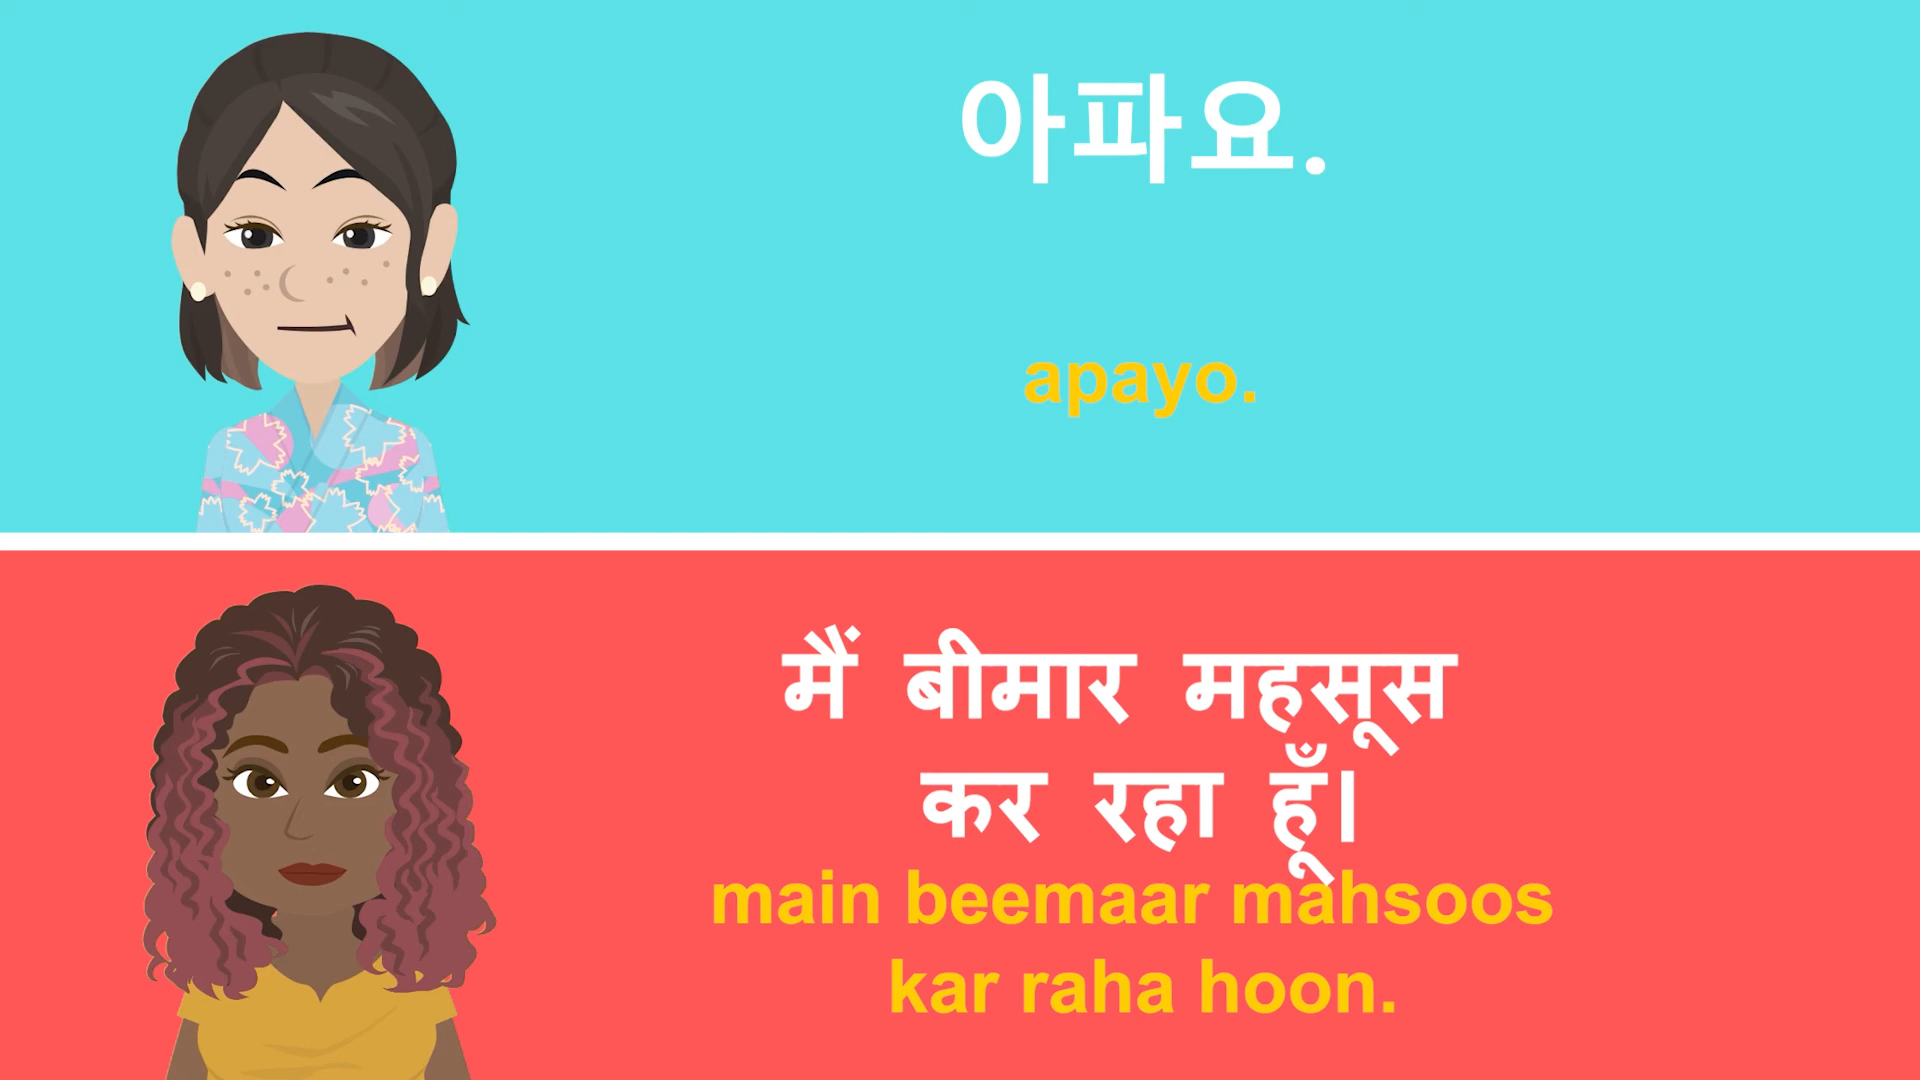 아파요.
apayo.
मैं बीमार महसूस
कर रहा हूँ।
main beemaar mahsoos
kar raha hoon.